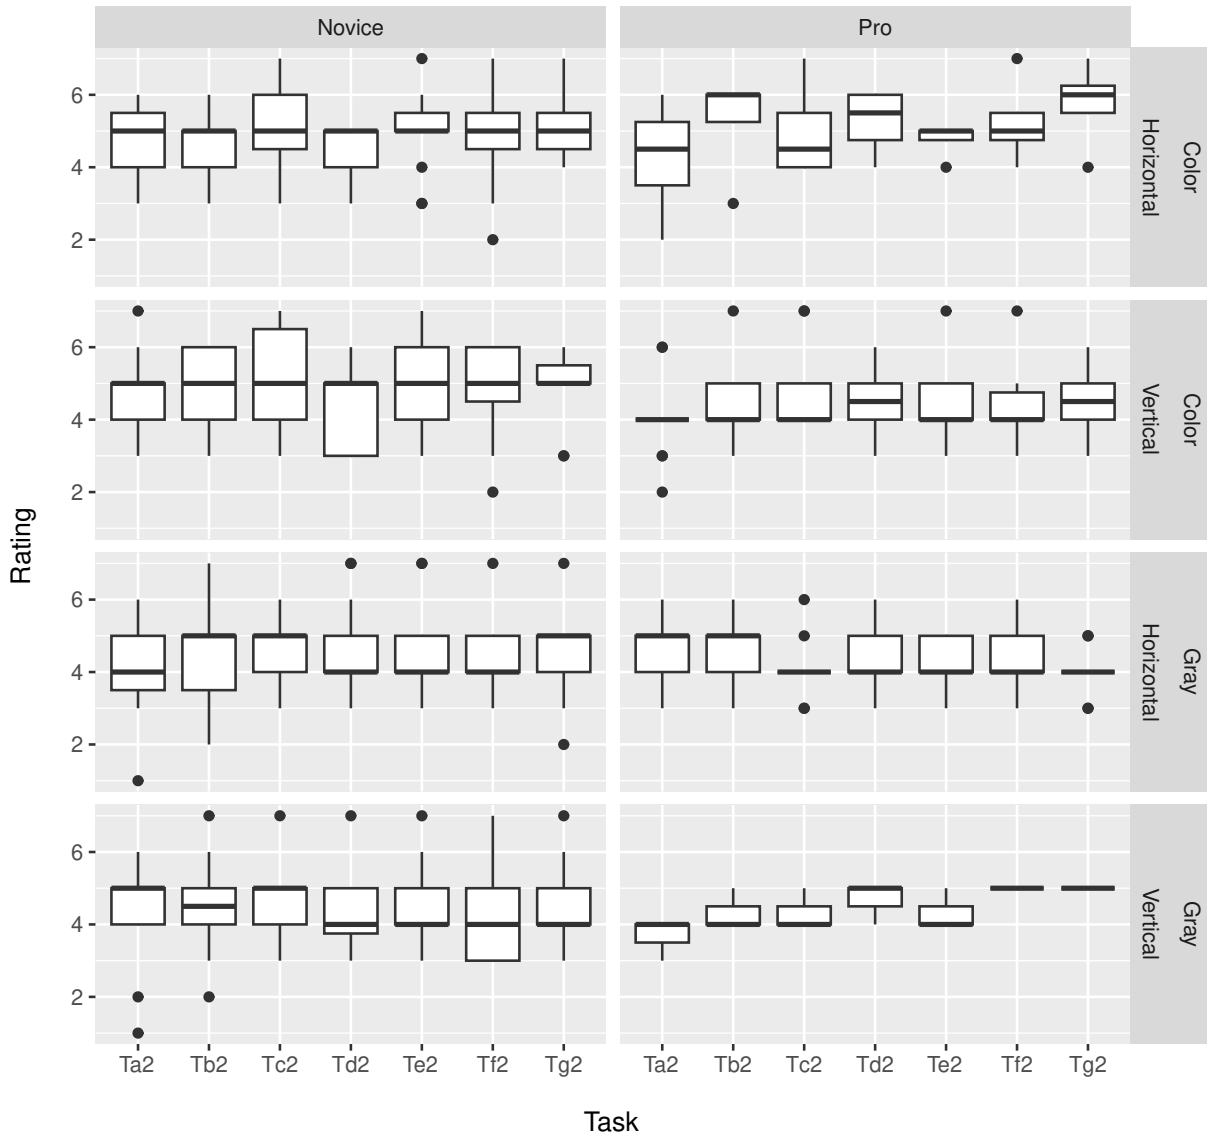 Novice
Pro
6
4
2
Color
Horizontal
6
4
2
Color
Vertical
6
4
2
Gray
Horizontal
6
4
2
Gray
Vertical
Rating
Ta2 Tb2 Tc2 Td2 Te2 Tf2 Tg2
Ta2 Tb2 Tc2 Td2 Te2 Tf2 Tg2
Task